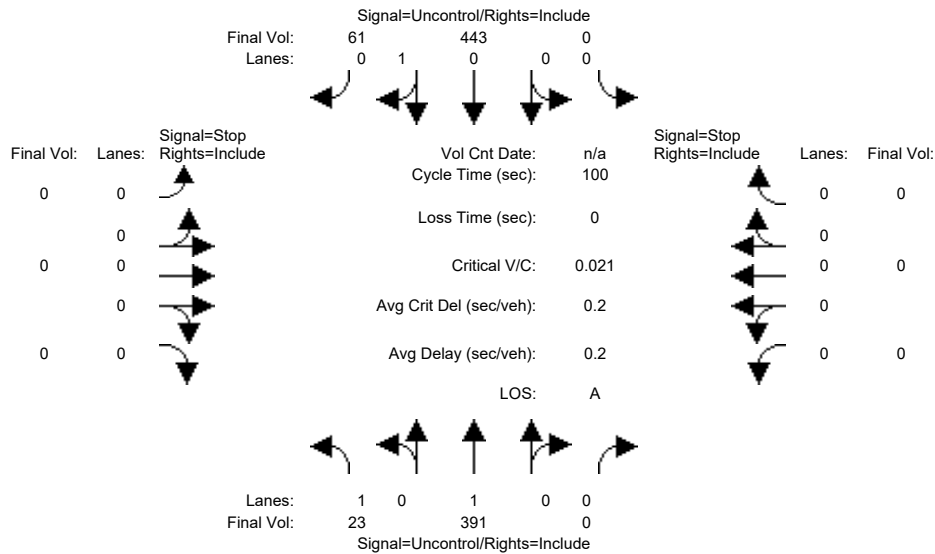 Signal=Uncontrol/Rights=Include
Final Vol: 61 443 0
Lanes: 0 1 0 0 0
Signal=Stop Signal=Stop
Final Vol: Lanes: Rights=Include Vol Cnt Date: n/a Rights=Include Lanes: Final Vol:
Cycle Time (sec): 100
0 0 0 0
Loss Time (sec): 0
0 0
0 0 Critical V/C: 0.021 0 0
0 Avg Crit Del (sec/veh): 0.2 0
0 0 Avg Delay (sec/veh): 0.2 0 0
LOS: A
Lanes: 1 0 1 0 0
Final Vol: 23 391 0
Signal=Uncontrol/Rights=Include